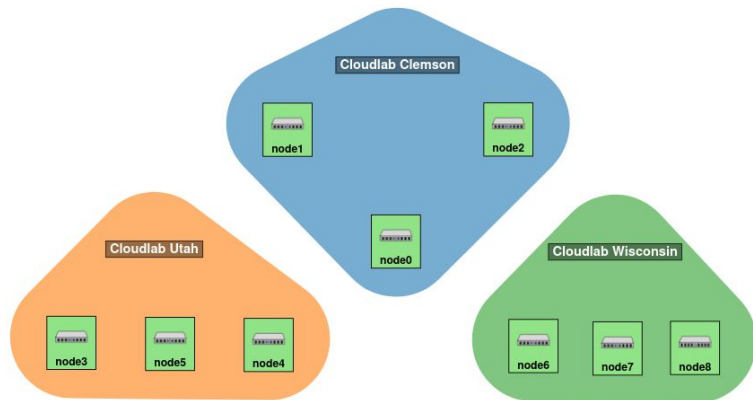 Cloudlab Clemson
node1
node2
node0
Cloudlab Utah
node3
node5
node4
Cloudlab Wisconsin
node6
node7
node8